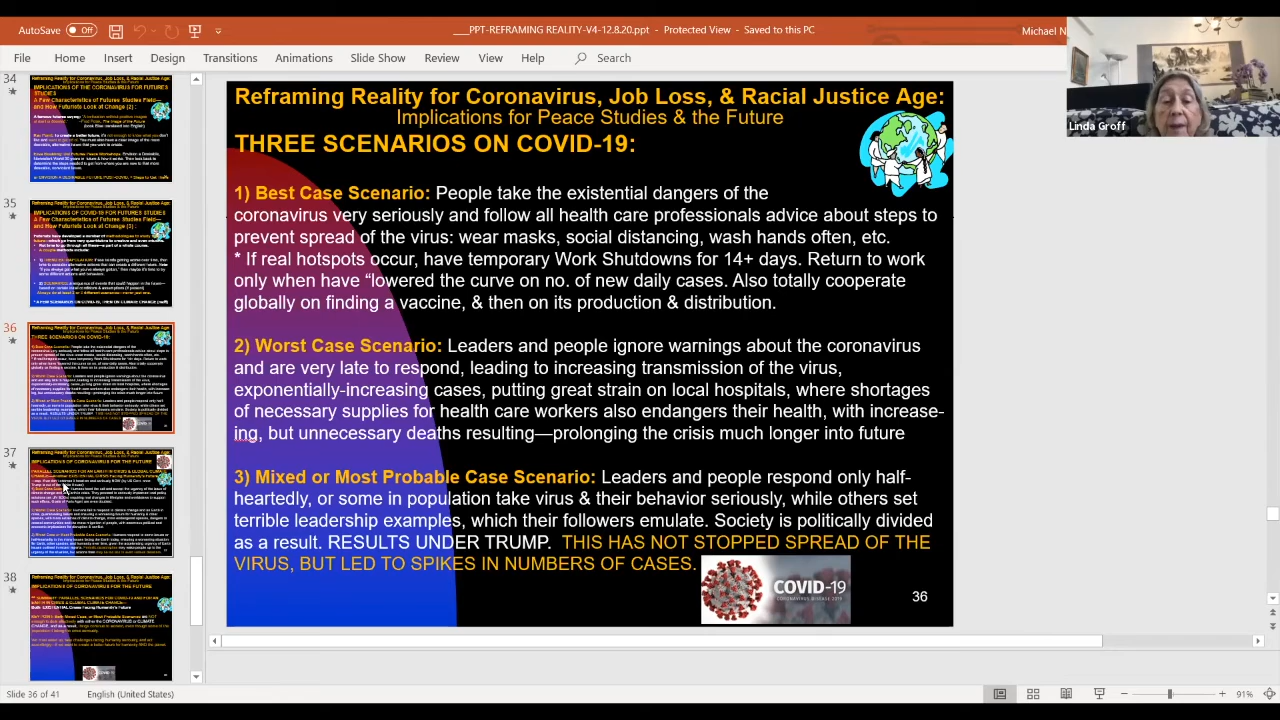 AutoSave Off
___PPT-REFRAMING REALITY-V4-12.8.20.ppt - Protected View - Saved to this PC
Michael N
File Home Insert Design Transitions Animations Slide Show Review View Help Search
Linda Groff
34
35
36
37
38
Reframing Reality for Coronavirus, Job Loss, & Racial Justice Age:
Implications for Peace Studies & the Future
THREE SCENARIOS ON COVID-19:
1) Best Case Scenario: People take the existential dangers of the
coronavirus very seriously and follow all health care professionals advice about steps to
prevent spread of the virus: wear masks, social distancing, wash hands often, etc.
* If real hotspots occur, have temporary Work Shutdowns for 14+ days. Return to work
only when have “lowered the curve” of number of new daily cases. Also really cooperate
globally on finding a vaccine, & then on its production & distribution.
2) Worst Case Scenario: Leaders and people ignore warnings about the coronavirus
and are very late to respond, leading to increasing transmission of the virus,
exponentially-increasing cases, putting great strain on local hospitals, where shortages
of necessary supplies for health care workers also endangers their health, with increase-
ing, but unnecessary deaths resulting—prolonging the crisis much longer into future
3) Mixed or Most Probable Case Scenario: Leaders and people respond only half-
heartedly, or some in population take virus & their behavior seriously, while others set
terrible leadership examples, which their followers emulate. Society is politically divided
as a result. RESULTS UNDER TRUMP: THIS HAS NOT STOPPED SPREAD OF THE
VIRUS, BUT LED TO SPIKES IN NUMBERS OF CASES.
COVID-19
CORONAVIRUS DISEASE 2019
36
Slide 36 of 41 English (United States)
91%